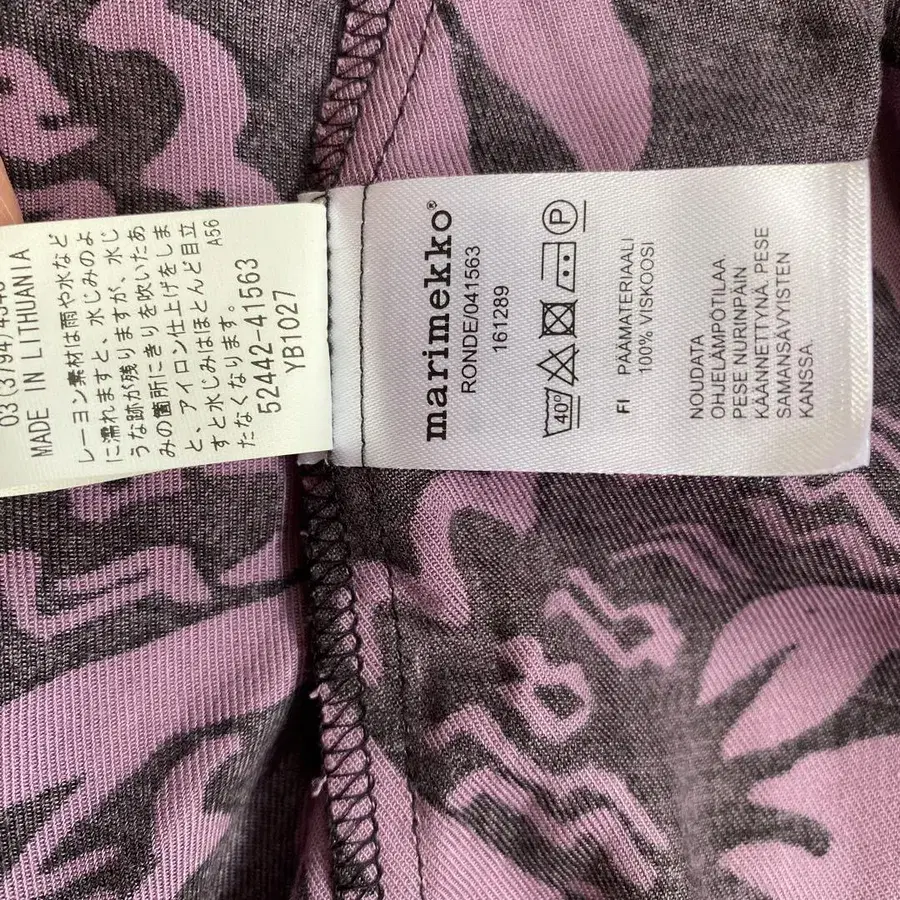 MADE IN LITHUANIA
レーヨン素材は雨や水など
に濡れますと、水じみのよ
うな跡が残りますが、水じ
みの箇所にきりを吹いたあ
と、アイロン仕上げをしま
すと水じみはほとんど目立
たなくなります。
A56
52442-41563
YB1027
marimekko®
RONDE/041563
161289
40°
P
FI
PÄÄMATERIAALI
100% VISKOOSI
NOUDATA
OHJELÄMPÖTILAA
PESE NURINPÄIN
KÄÄNNETTYNÄ. PESE
SAMANSÄVYISTEN
KANSSA.